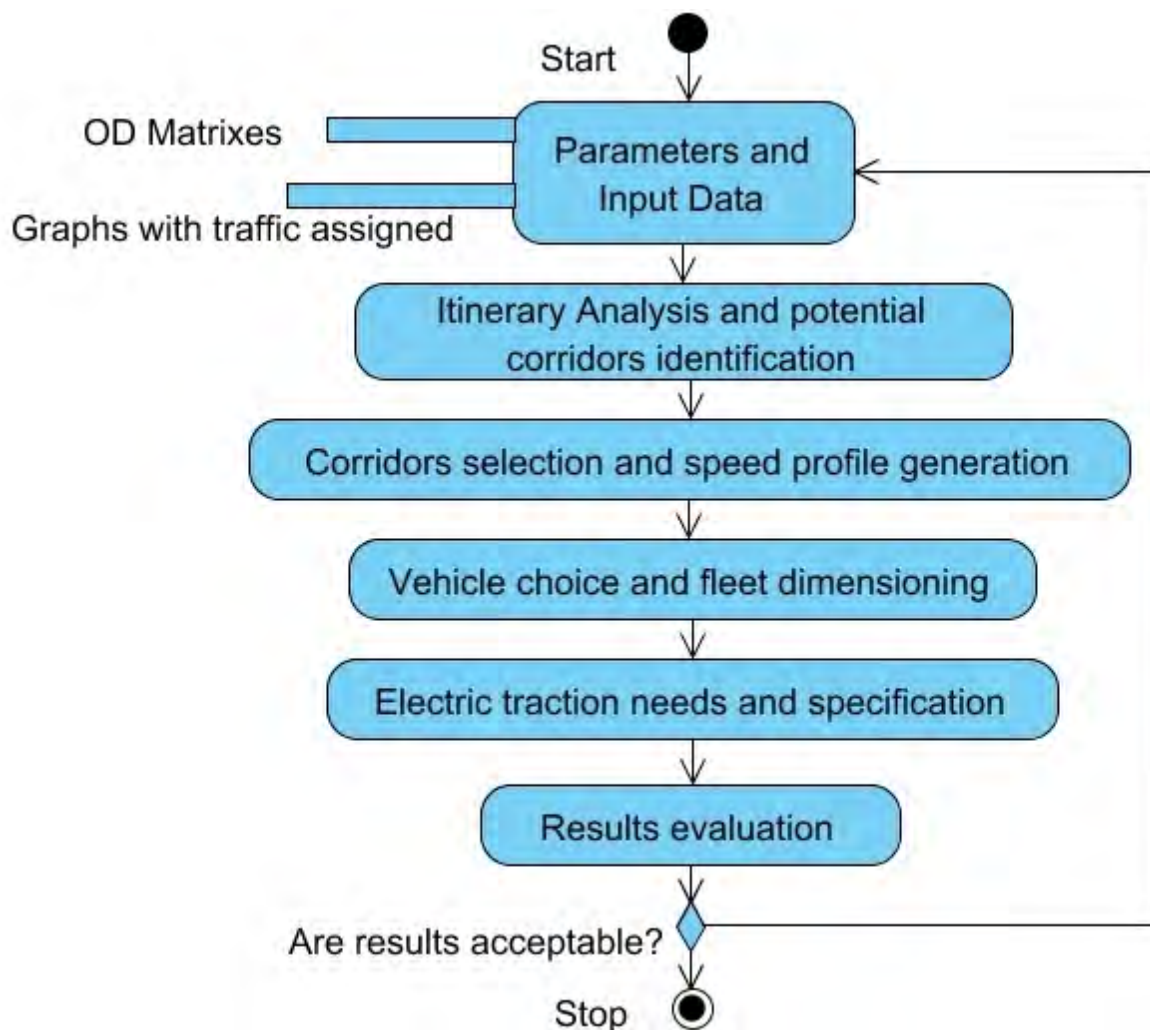 Start
OD Matrixes
Parameters and
Input Data
Graphs with traffic assigned
Itinerary Analysis and potential
corridors identification
Corridors selection and speed profile generation
Vehicle choice and fleet dimensioning
Electric traction needs and specification
Results evaluation
Are results acceptable?
Stop